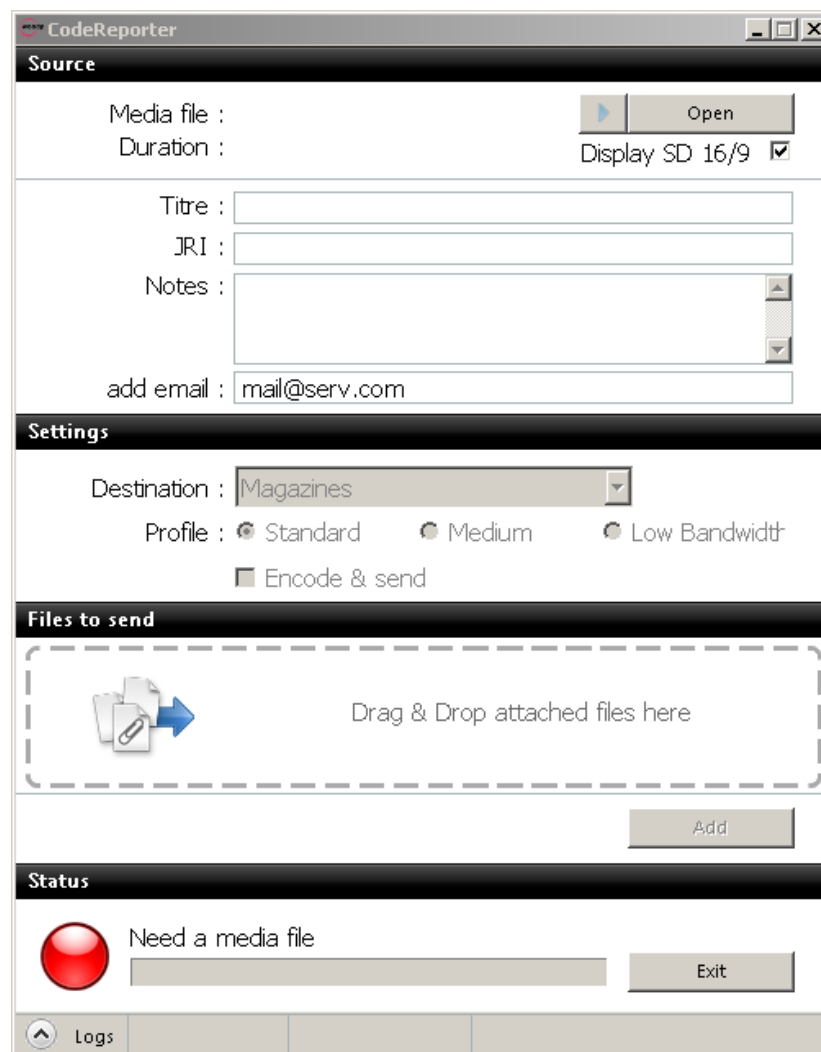 CodeReporter
Source
Media file :
Open
Duration :
Display SD 16/9
Titre :
JRI :
Notes :
add email : mail@serv.com
Settings
Destination : Magazines
Profile : Standard Medium Low Bandwidth
Encode & send
Files to send
Drag & Drop attached files here
Add
Status
Need a media file
Exit
Logs